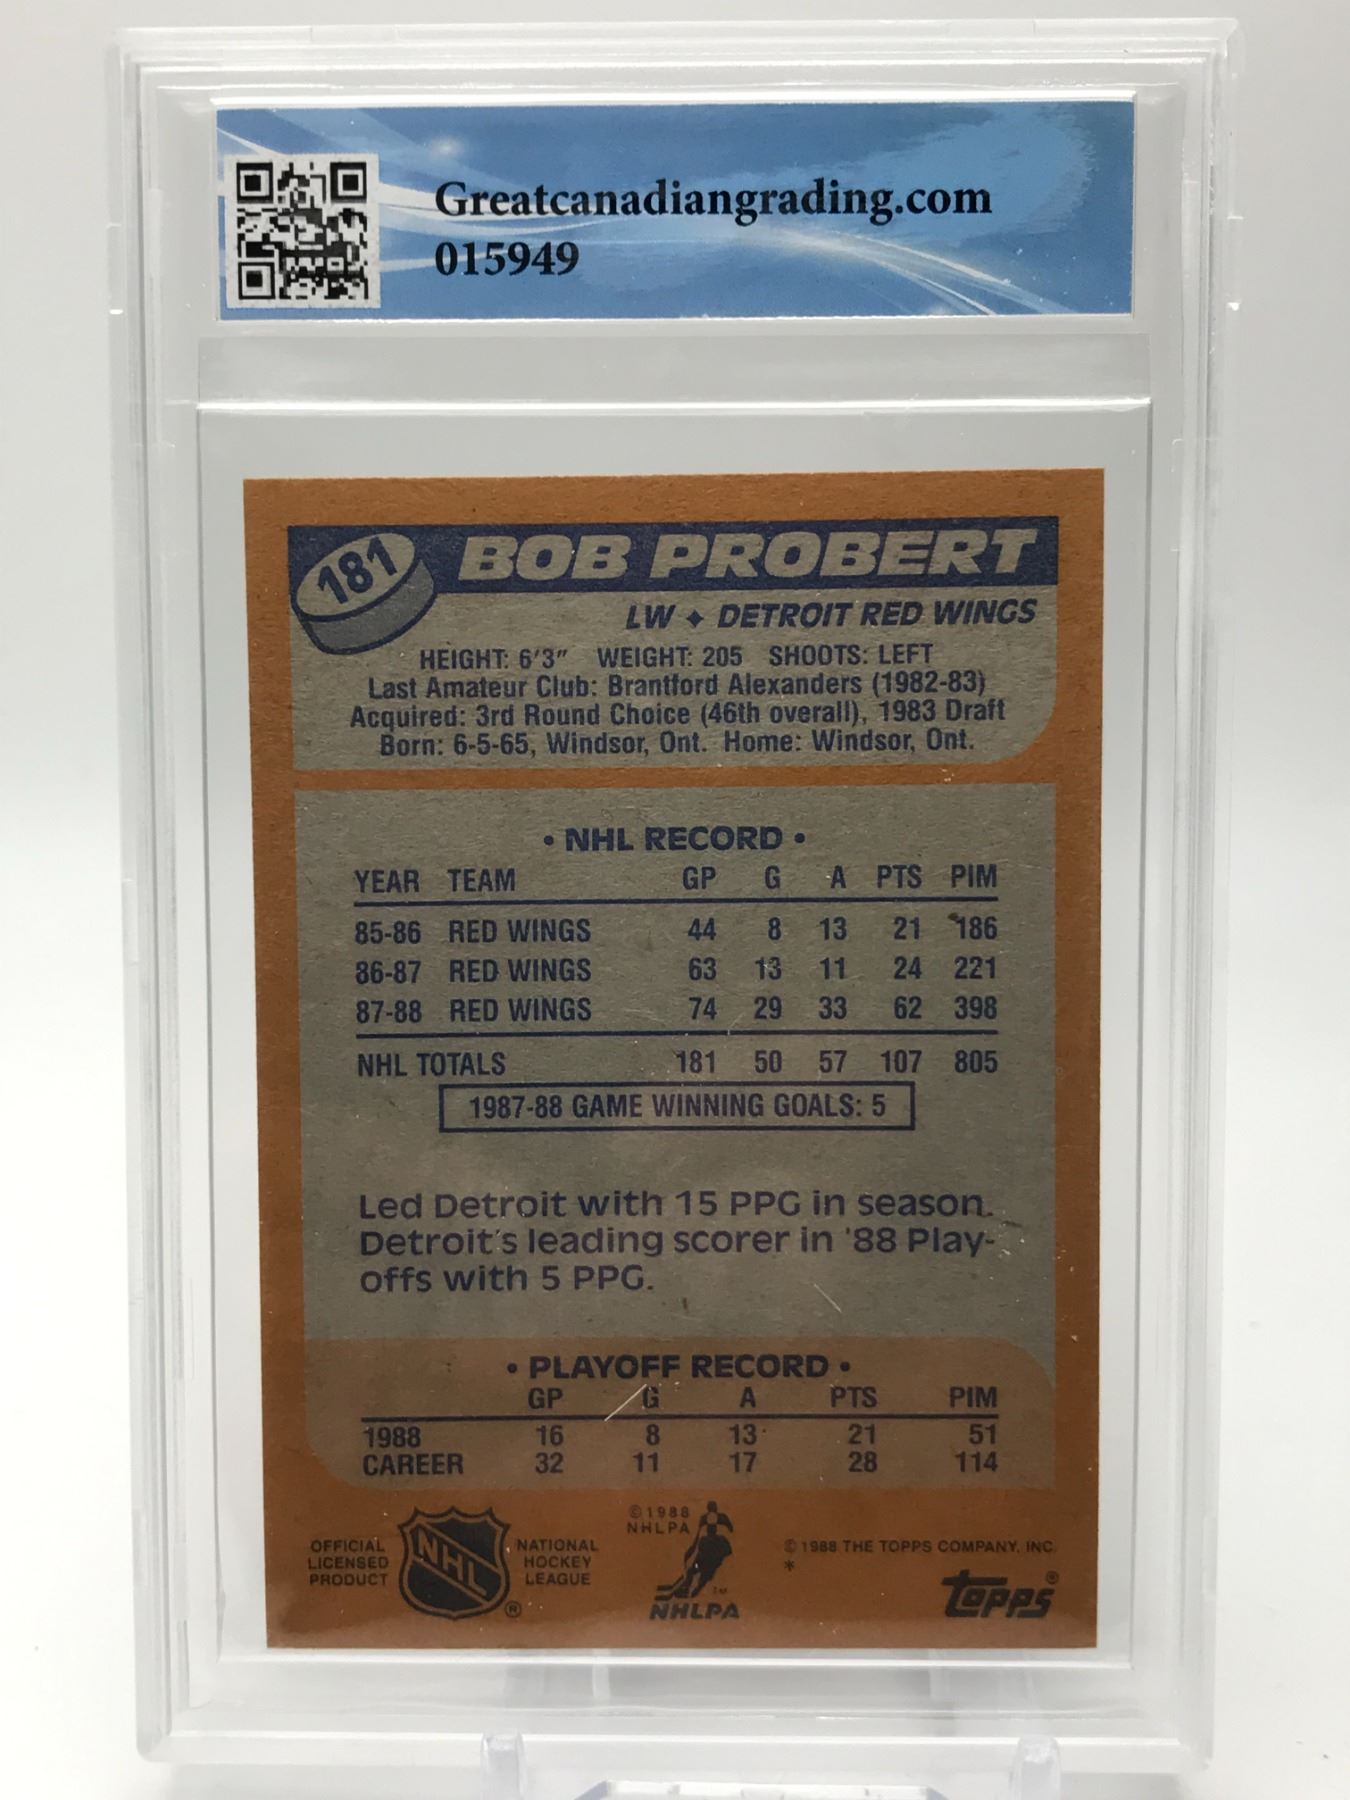 Greatcanadiangrading.com
015949
181
BOB PROBERT
LW ✦ DETROIT RED WINGS
HEIGHT: 6'3" WEIGHT: 205 SHOOTS: LEFT
Last Amateur Club: Brantford Alexanders (1982-83)
Acquired: 3rd Round Choice (46th overall), 1983 Draft
Born: 6-5-65, Windsor, Ont. Home: Windsor, Ont.
• NHL RECORD •
YEAR TEAM GP G A PTS PIM
85-86 RED WINGS 44 8 13 21 186
86-87 RED WINGS 63 13 11 24 221
87-88 RED WINGS 74 29 33 62 398
NHL TOTALS 181 50 57 107 805
1987-88 GAME WINNING GOALS: 5
Led Detroit with 15 PPG in season.
Detroit's leading scorer in '88 Play-
offs with 5 PPG.
• PLAYOFF RECORD •
GP G A PTS PIM
1988 16 8 13 21 51
CAREER 32 11 17 28 114
OFFICIAL
LICENSED
PRODUCT
NHL
®
NATIONAL
HOCKEY
LEAGUE
©1988
NHLPA
TM
NHLPA
© 1988 THE TOPPS COMPANY, INC.
*
topps®